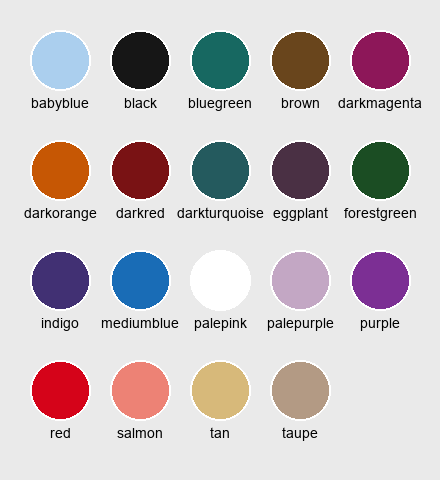 babyblue black bluegreen brown darkmagenta
darkorange darkred darkturquoise eggplant forestgreen
indigo mediumblue palepink palepurple purple
red salmon tan taupe